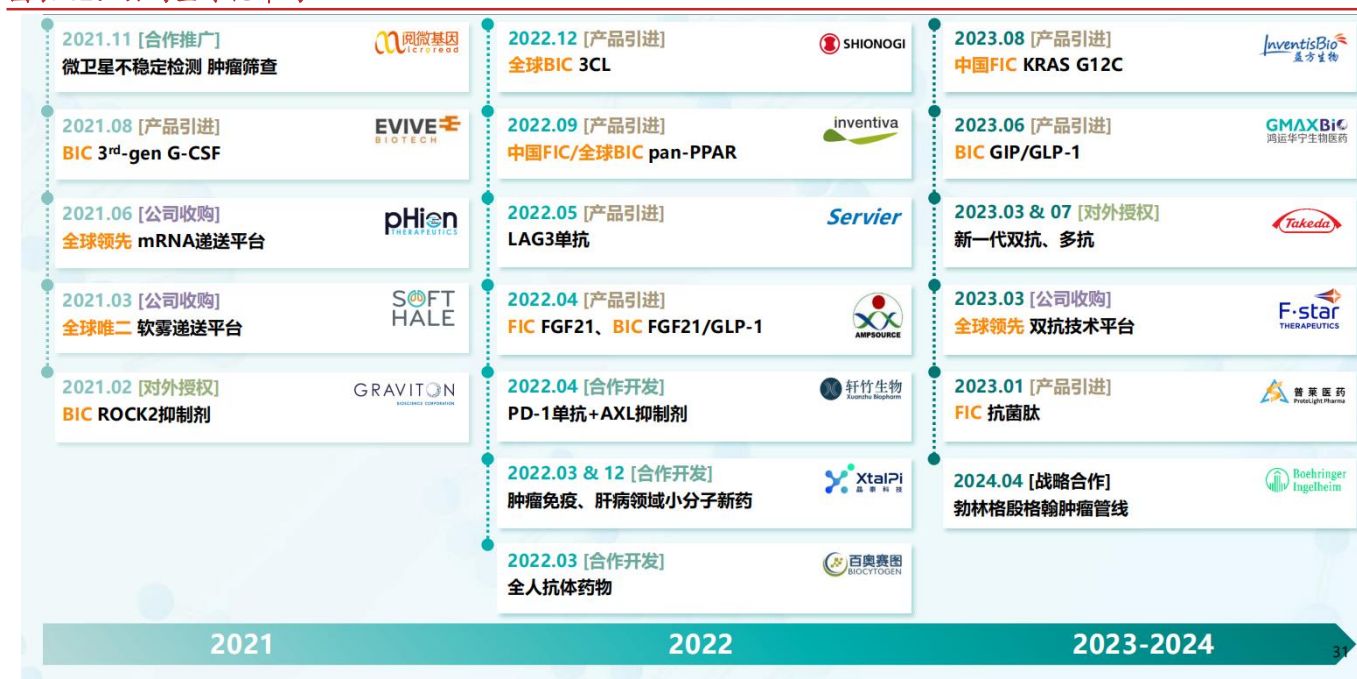 2021.11 [合作推广]
微卫星不稳定检测 肿瘤筛查
阅微基因
icroread
2021.08 [产品引进]
BIC 3rd-gen G-CSF
EVIVE
BIOTECH
2021.06 [公司收购]
全球领先 mRNA递送平台
pHion
THERAPEUTICS
2021.03 [公司收购]
全球唯二 软雾递送平台
SOFT
HALE
2021.02 [对外授权]
BIC ROCK2抑制剂
GRAVITON
BIOSCIENCE CORPORATION
2022.12 [产品引进]
全球BIC 3CL
SHIONOGI
2022.09 [产品引进]
中国FIC/全球BIC pan-PPAR
inventiva
2022.05 [产品引进]
LAG3单抗
Servier
2022.04 [产品引进]
FIC FGF21、BIC FGF21/GLP-1
AMPSOURCE
2022.04 [合作开发]
PD-1单抗+AXL抑制剂
轩竹生物
Xuanzhu Biopharm
2022.03 & 12 [合作开发]
肿瘤免疫、肝病领域小分子新药
XtalPi
晶泰科技
2022.03 [合作开发]
全人抗体药物
百奥赛图
BIOCYTOGEN
2023.08 [产品引进]
中国FIC KRAS G12C
InventisBio
益方生物
2023.06 [产品引进]
BIC GIP/GLP-1
GMAXBiO
鸿运华宁生物医药
2023.03 & 07 [对外授权]
新一代双抗、多抗
Takeda
2023.03 [公司收购]
全球领先 双抗技术平台
F-star
THERAPEUTICS
2023.01 [产品引进]
FIC 抗菌肽
普莱医药
ProteLight Pharma
2024.04 [战略合作]
勃林格殷格翰肿瘤管线
Boehringer
Ingelheim
2021
2022
2023-2024
31